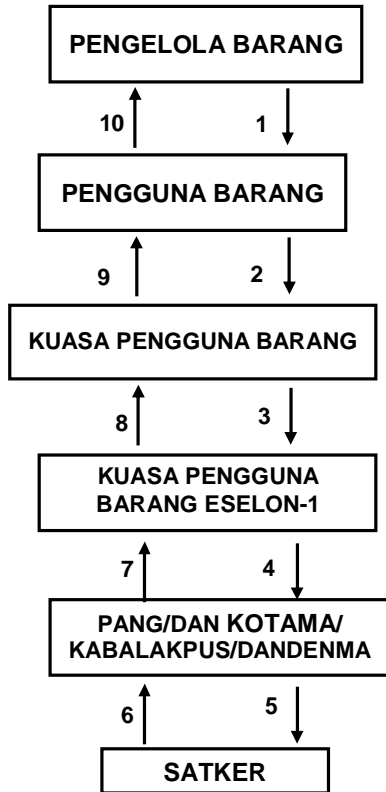 PENGELOLA BARANG
10 1
PENGGUNA BARANG
9 2
KUASA PENGGUNA BARANG
8 3
KUASA PENGGUNA
BARANG ESELON-1
7 4
PANG/DAN KOTAMA/
KABALAKPUS/DANDENMA
6 5
SATKER